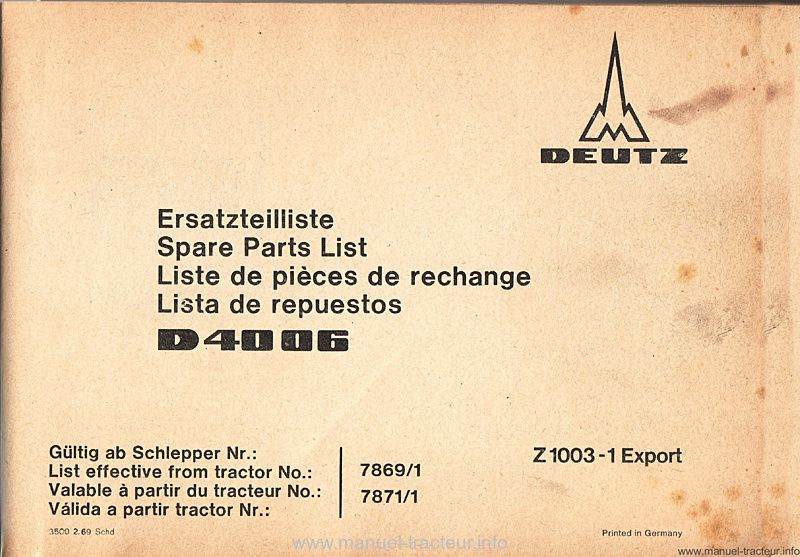 DEUTZ
Ersatzteilliste
Spare Parts List
Liste de pièces de rechange
Lista de repuestos
D4006
Gültig ab Schlepper Nr.:
List effective from tractor No.:
Valable à partir du tracteur No.:
Válida a partir tractor Nr.:
7869/1
7871/1
Z1003-1 Export
3500 2.69 Schd
Printed in Germany
www.manuel-tracteur.info
www.manuel-tracteur.info